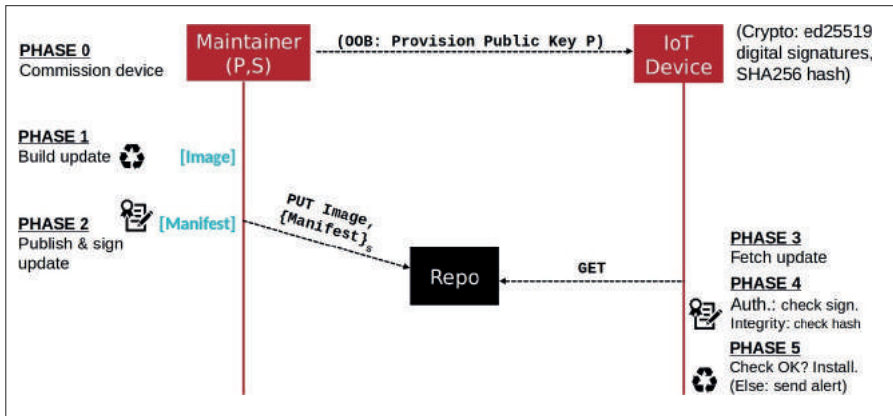 PHASE 0
Commission device
Maintainer
(P,S)
(OOB: Provision Public Key P)
IoT
Device
(Crypto: ed25519
digital signatures,
SHA256 hash)
PHASE 1
Build update
[Image]
PHASE 2
Publish & sign
update
[Manifest]
PUT Image,
{Manifest}s
Repo
GET
PHASE 3
Fetch update
PHASE 4
Auth.: check sign.
Integrity: check hash
PHASE 5
Check OK? Install.
(Else: send alert)